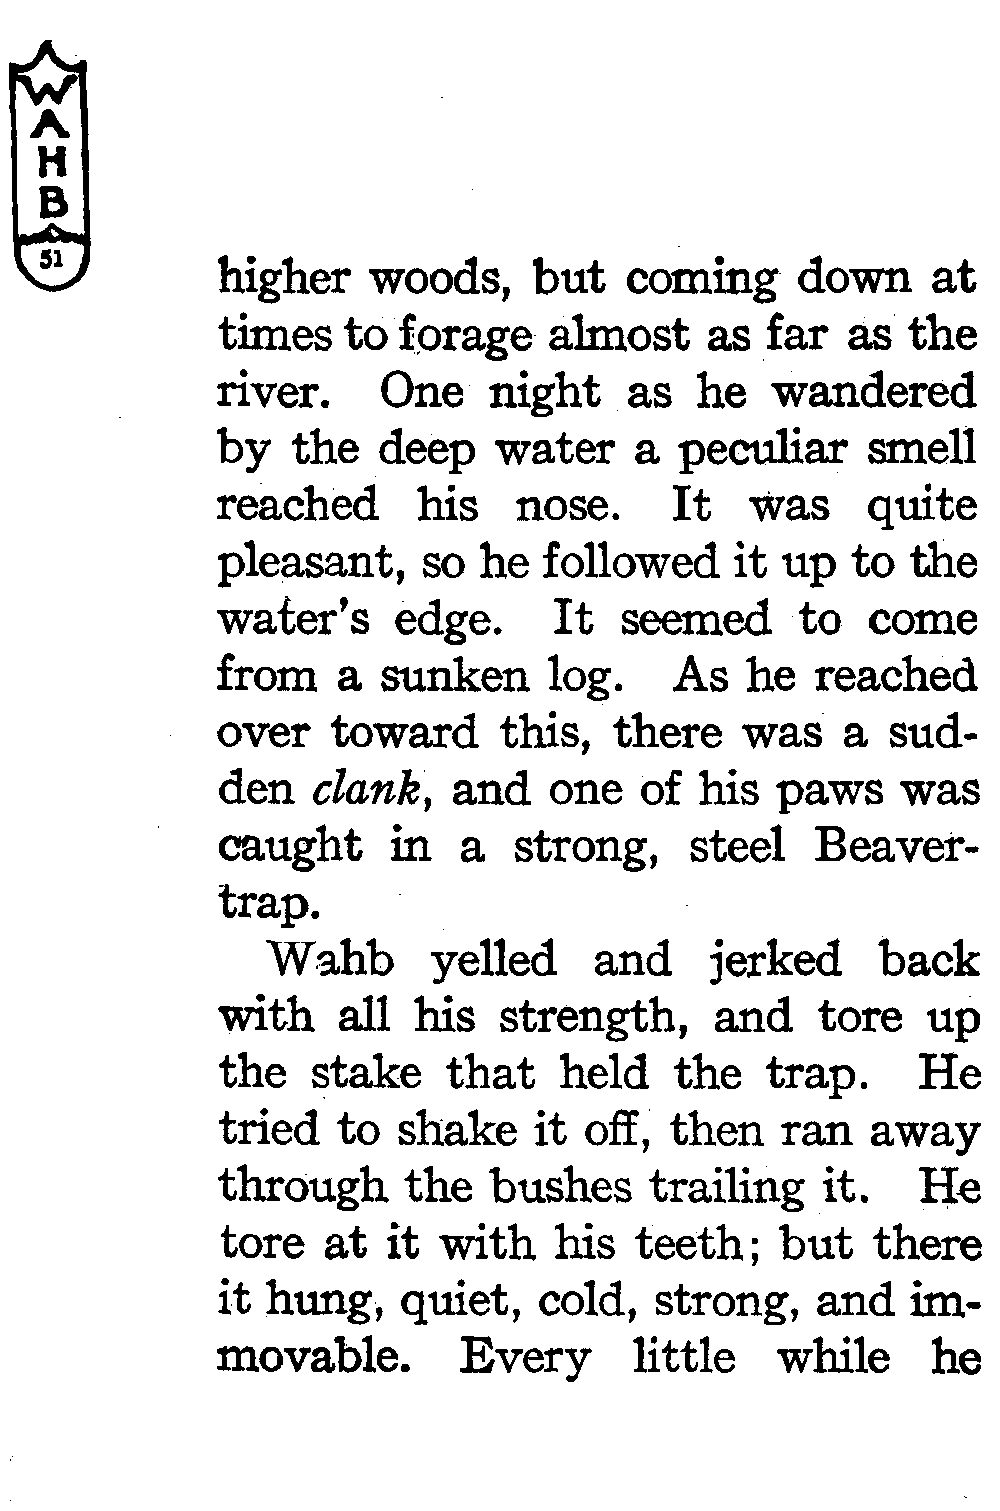 WAHB
51
higher woods, but coming down at
times to forage almost as far as the
river. One night as he wandered
by the deep water a peculiar smell
reached his nose. It was quite
pleasant, so he followed it up to the
water's edge. It seemed to come
from a sunken log. As he reached
over toward this, there was a sud-
den clank, and one of his paws was
caught in a strong, steel Beaver-
trap.
Wahb yelled and jerked back
with all his strength, and tore up
the stake that held the trap. He
tried to shake it off, then ran away
through the bushes trailing it. He
tore at it with his teeth; but there
it hung, quiet, cold, strong, and im-
movable. Every little while he